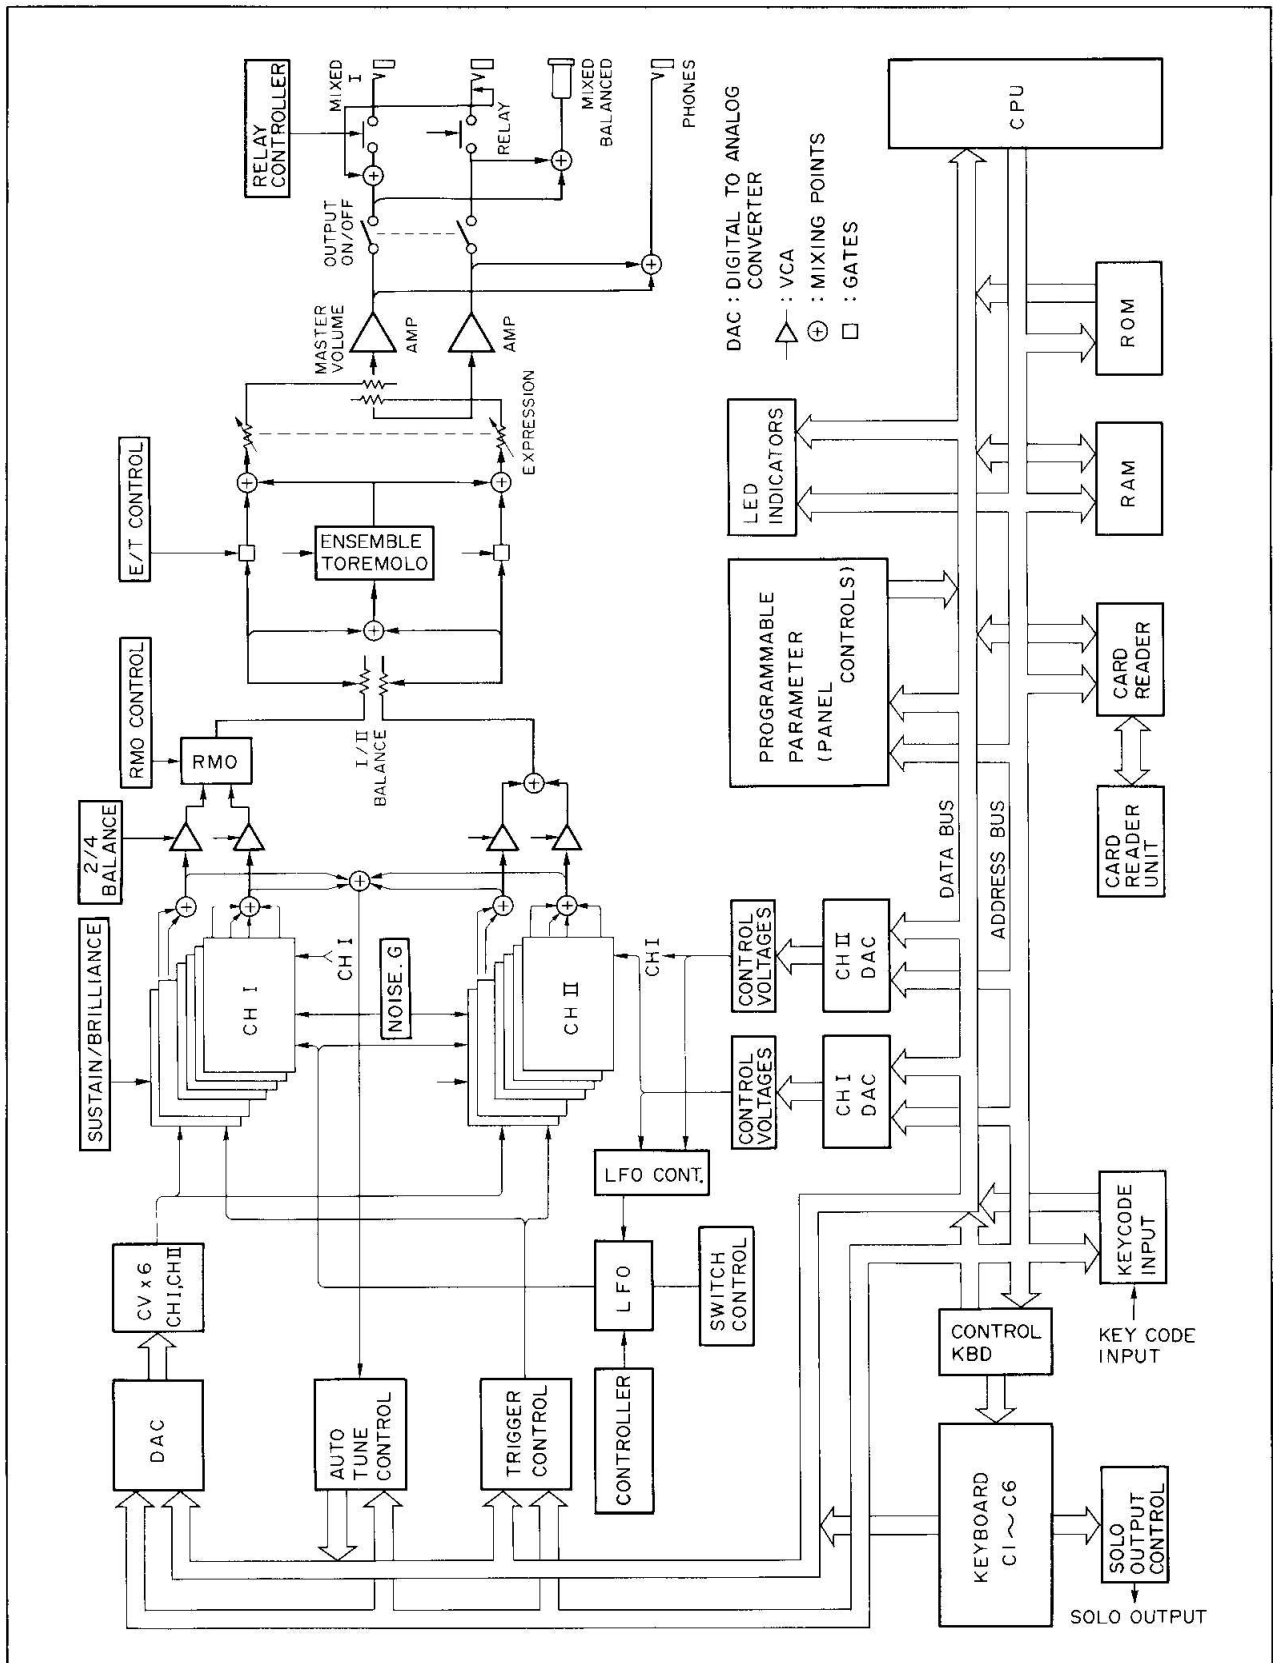 RELAY
CONTROLLER
MIXED
I
RELAY
MIXED
BALANCED
PHONES
OUTPUT
ON/OFF
MASTER
VOLUME
AMP
AMP
EXPRESSION
E/T CONTROL
ENSEMBLE
TOREMOLO
RMO CONTROL
RMO
I/II
BALANCE
2/4
BALANCE
SUSTAIN/BRILLIANCE
CH I
CH I
NOISE.G
CH II
CH I
CV x 6
CH I, CH II
DAC
AUTO
TUNE
CONTROL
TRIGGER
CONTROL
CONTROLLER
LFO
LFO CONT.
SWITCH
CONTROL
CONTROL
VOLTAGES
CONTROL
VOLTAGES
CH I
DAC
CH II
DAC
DAC : DIGITAL TO ANALOG
CONVERTER
: VCA
: MIXING POINTS
: GATES
LED
INDICATORS
PROGRAMMABLE
PARAMETER
(PANEL
CONTROLS)
DATA BUS
ADDRESS BUS
CPU
ROM
RAM
CARD
READER
CARD
READER
UNIT
KEYCODE
INPUT
KEY CODE
INPUT
CONTROL
KBD
KEYBOARD
C1~C6
SOLO
OUTPUT
CONTROL
SOLO OUTPUT